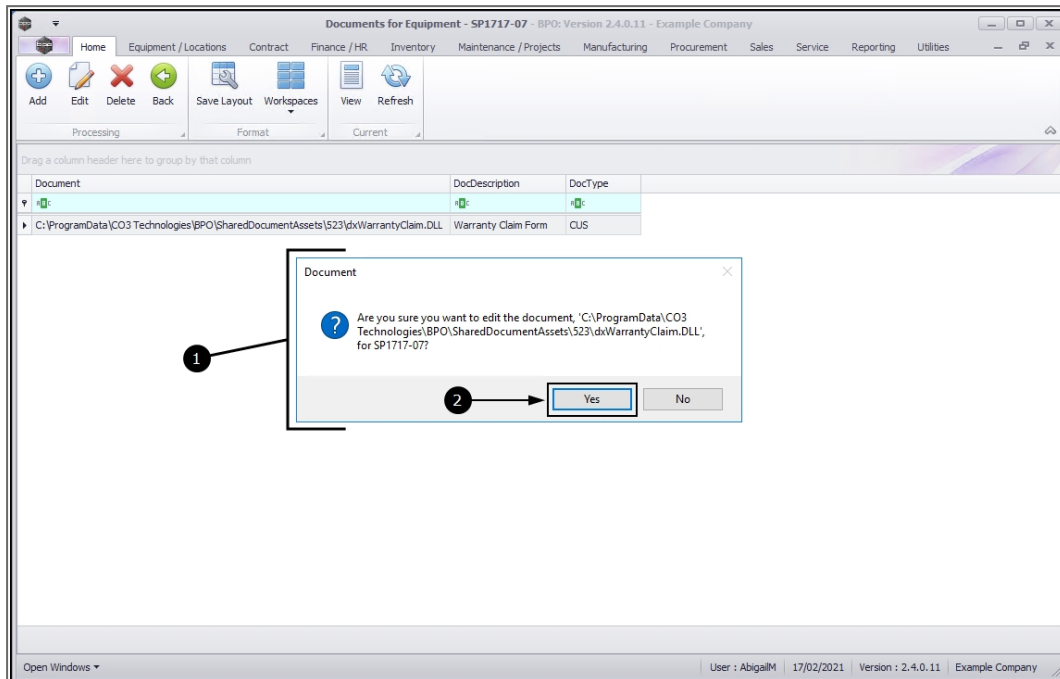 Documents for Equipment - SP1717-07 - BPO: Version 2.4.0.11 - Example Company
Home Equipment / Locations Contract Finance / HR Inventory Maintenance / Projects Manufacturing Procurement Sales Service Reporting Utilities
Add Edit Delete Back Save Layout Workspaces View Refresh
Processing Format Current
Drag a column header here to group by that column
Document DocDescription DocType
C:\ProgramData\CO3 Technologies\BPO\SharedDocumentAssets\523\dxWarrantyClaim.DLL Warranty Claim Form CUS
Document
Are you sure you want to edit the document, 'C:\ProgramData\CO3
Technologies\BPO\SharedDocumentAssets\523\dxWarrantyClaim.DLL',
for SP1717-07?
1
2 Yes No
Open Windows User : AbigailM 17/02/2021 Version : 2.4.0.11 Example Company